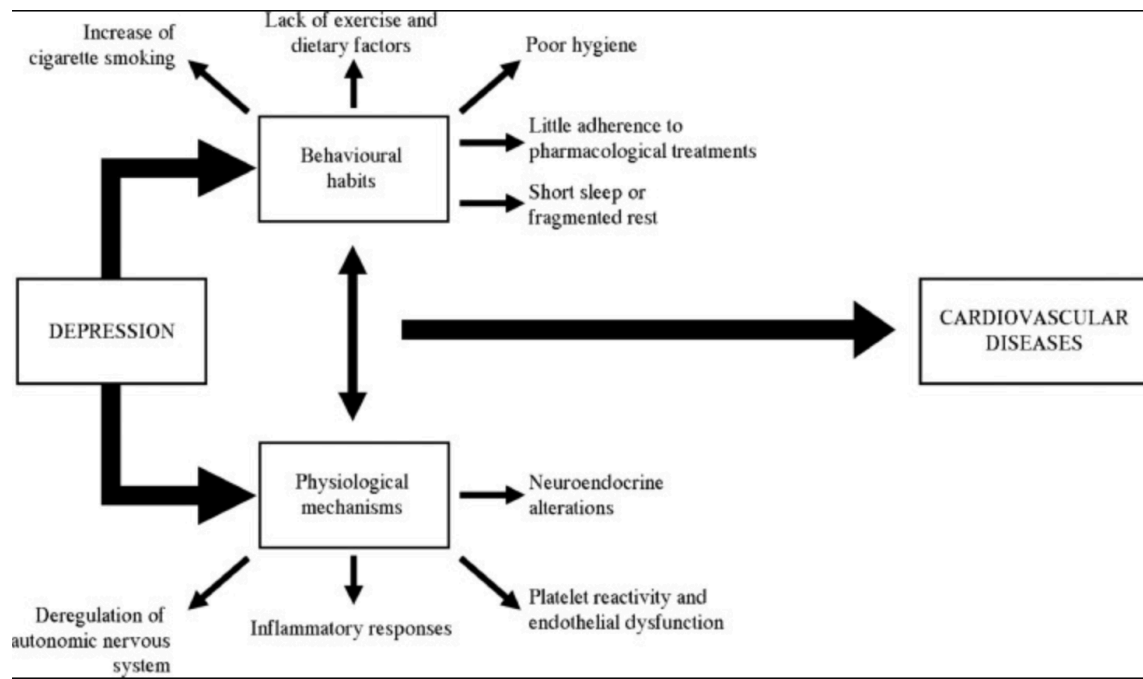 Increase of
cigarette smoking
Lack of exercise and
dietary factors
Poor hygiene
Behavioural
habits
Little adherence to
pharmacological treatments
Short sleep or
fragmented rest
DEPRESSION
CARDIOVASCULAR
DISEASES
Physiological
mechanisms
Neuroendocrine
alterations
Deregulation of
autonomic nervous
system
Inflammatory responses
Platelet reactivity and
endothelial dysfunction